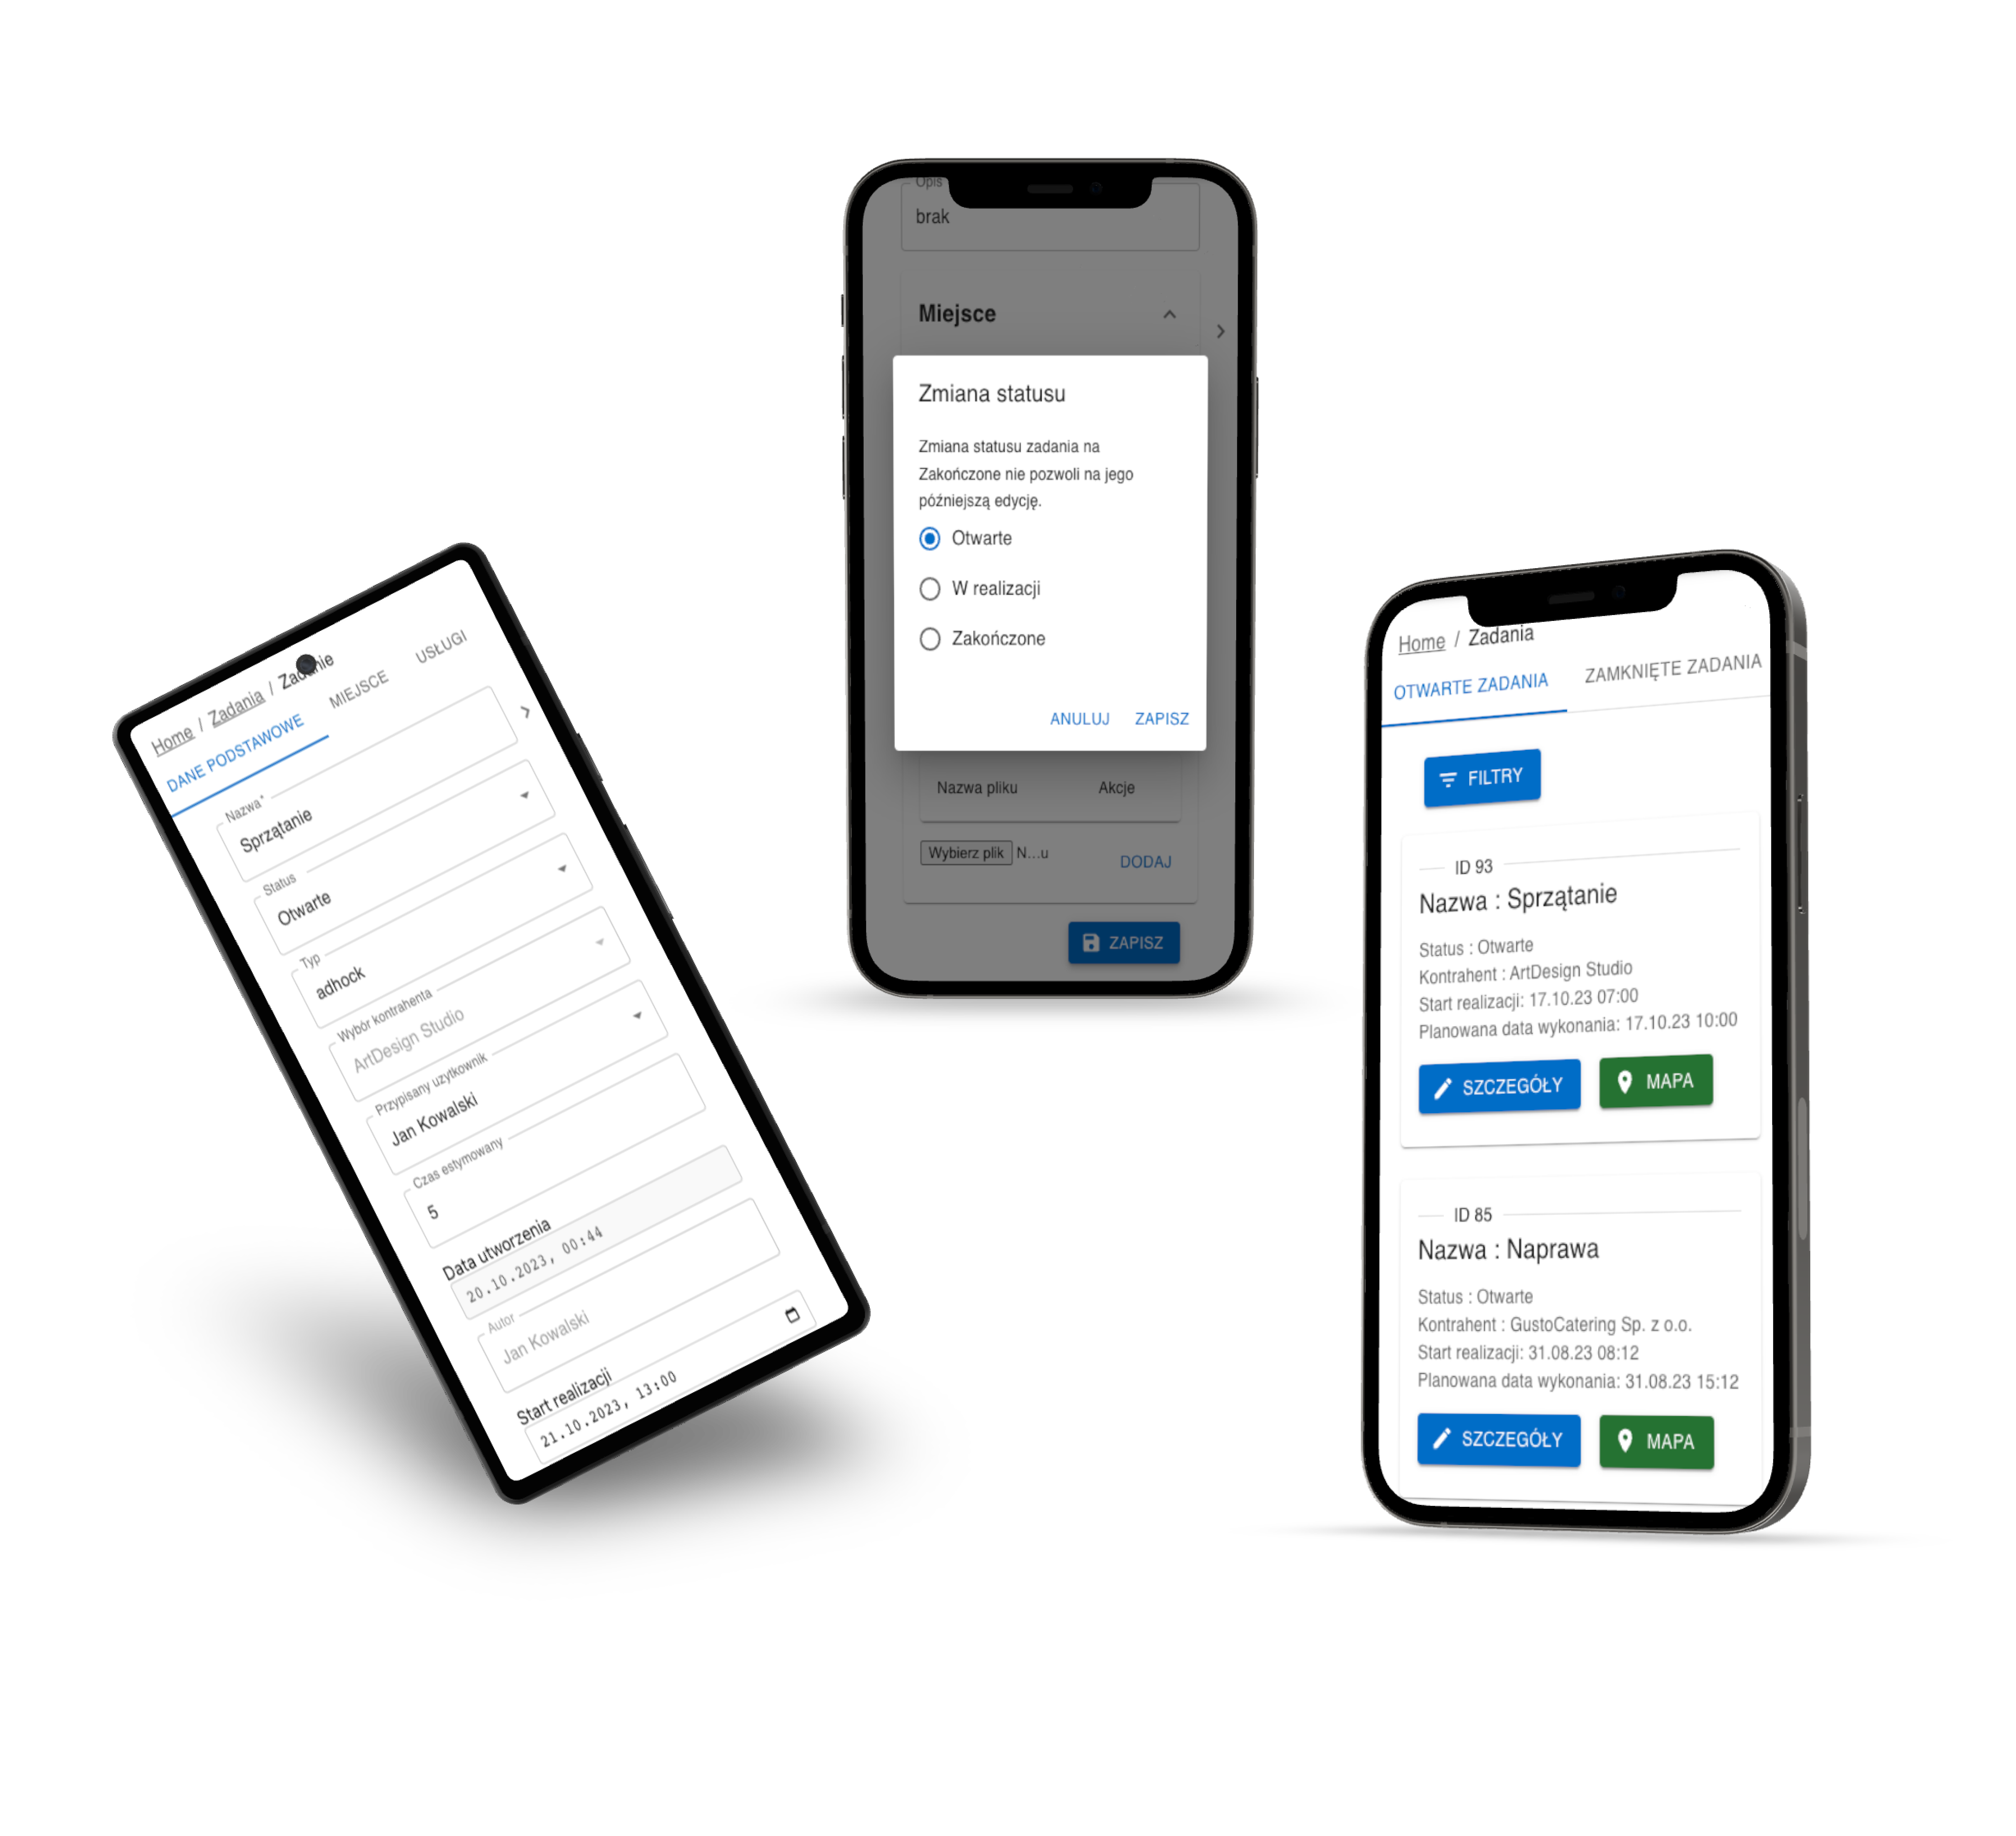 Home / Zadania / Zadanie
DANE PODSTAWOWE MIEJSCE USŁUGI
Nazwa*
Sprzątanie
Status
Otwarte
Typ
adhock
Wybór kontrahenta
ArtDesign Studio
Przypisany uzytkownik
Jan Kowalski
Czas estymowany
5
Data utworzenia
20.10.2023, 00:44
Autor
Jan Kowalski
Start realizacji
21.10.2023, 13:00
Opis
brak
Miejsce
Zmiana statusu
Zmiana statusu zadania na
Zakończone nie pozwoli na jego
późniejszą edycję.
Otwarte
W realizacji
Zakończone
ANULUJ ZAPISZ
Nazwa pliku Akcje
Wybierz plik N...u DODAJ
ZAPISZ
Home / Zadania
OTWARTE ZADANIA ZAMKNIĘTE ZADANIA
FILTRY
ID 93
Nazwa : Sprzątanie
Status : Otwarte
Kontrahent : ArtDesign Studio
Start realizacji: 17.10.23 07:00
Planowana data wykonania: 17.10.23 10:00
SZCZEGÓŁY MAPA
ID 85
Nazwa : Naprawa
Status : Otwarte
Kontrahent : GustoCatering Sp. z o.o.
Start realizacji: 31.08.23 08:12
Planowana data wykonania: 31.08.23 15:12
SZCZEGÓŁY MAPA